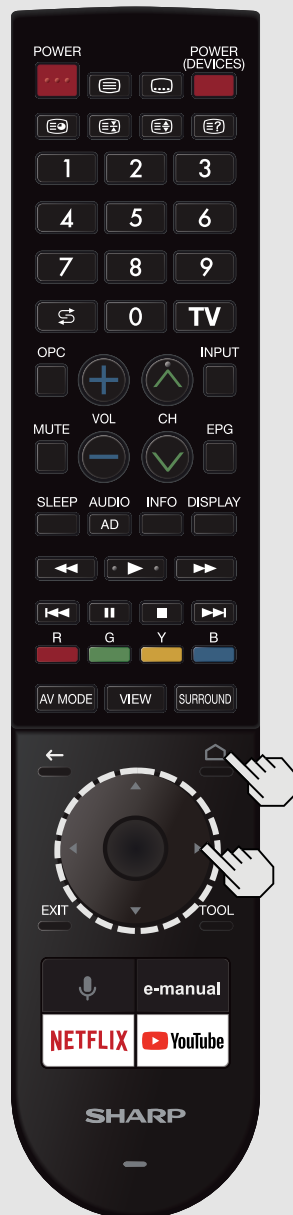 POWER POWER
(DEVICES)
1 2 3
4 5 6
7 8 9
0 TV
OPC INPUT
MUTE VOL CH EPG
SLEEP AUDIO INFO DISPLAY
AD
R G Y B
AV MODE VIEW SURROUND
EXIT TOOL
e-manual
NETFLIX YouTube
SHARP